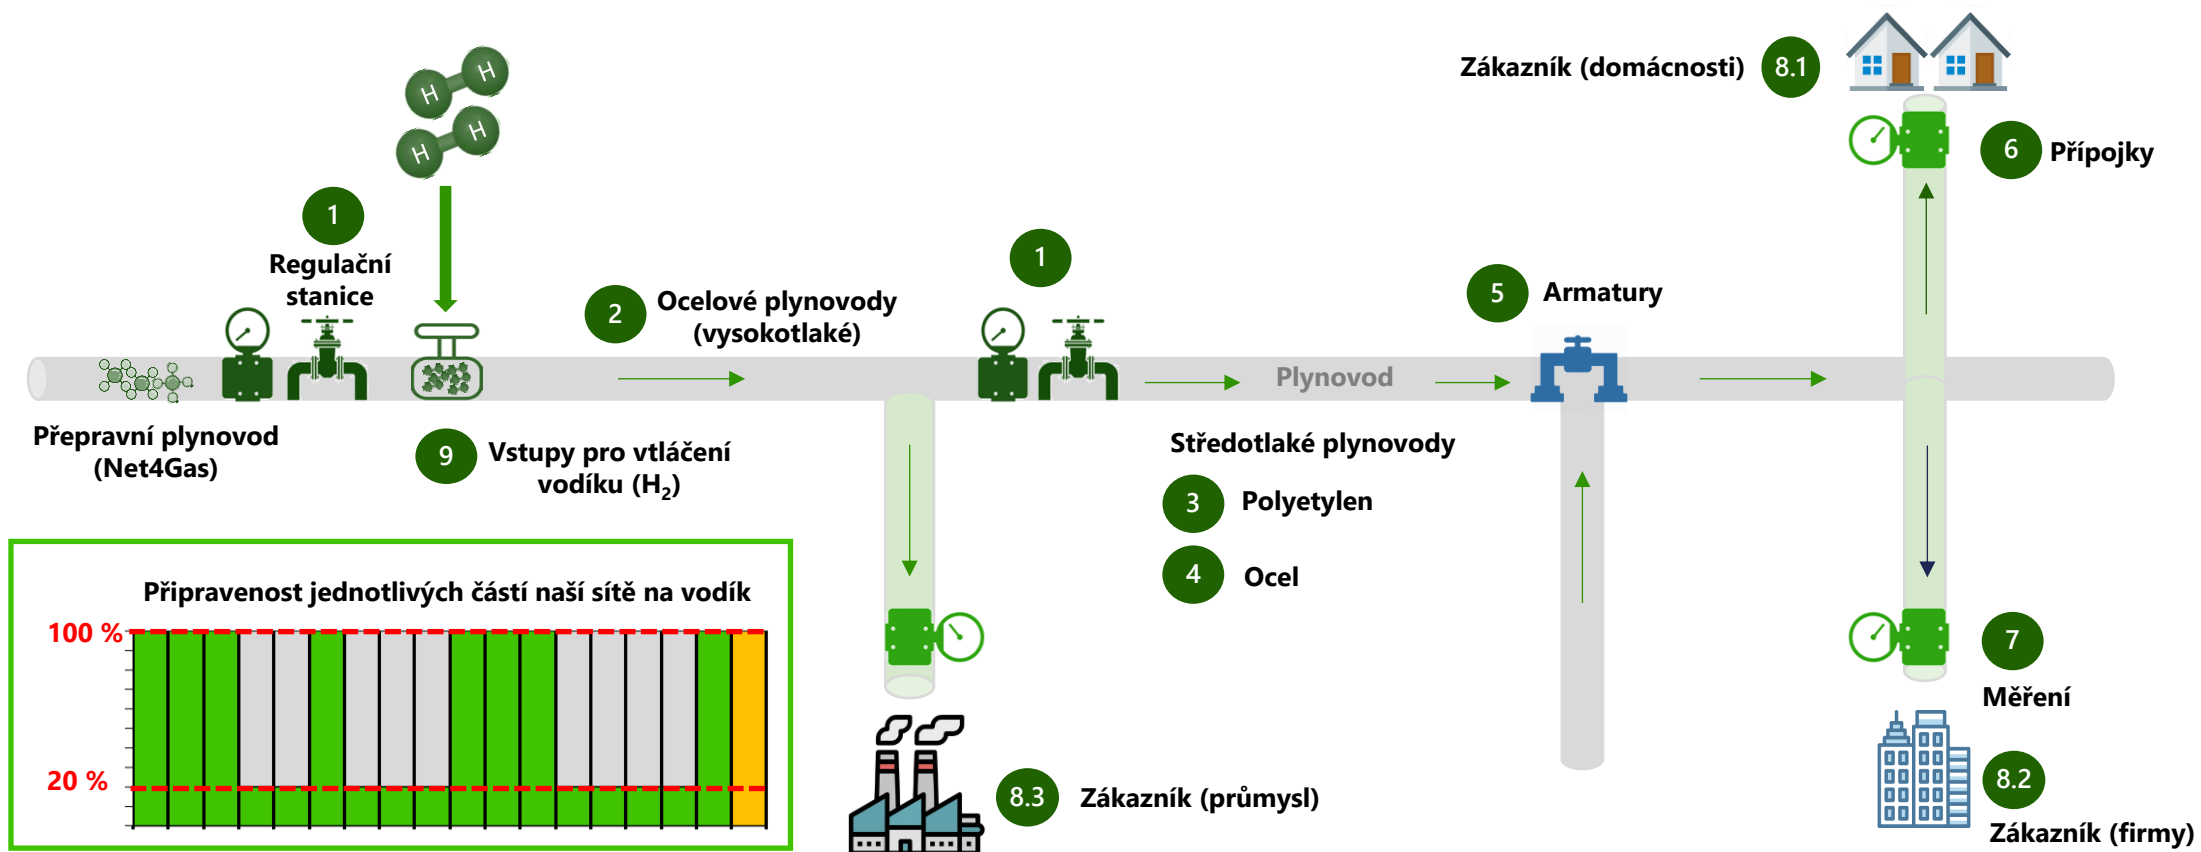 H
H
H
H
Zákazník (domácnosti)
8.1
6
Přípojky
1
Regulační
stanice
2
Ocelové plynovody
(vysokotlaké)
1
5
Armatury
Plynovod
Přepravní plynovod
(Net4Gas)
9
Vstupy pro vtláčení
vodíku (H₂)
Středotlaké plynovody
3
Polyetylen
4
Ocel
Připravenost jednotlivých částí naší sítě na vodík
100 %
20 %
7
Měření
8.3
Zákazník (průmysl)
8.2
Zákazník (firmy)